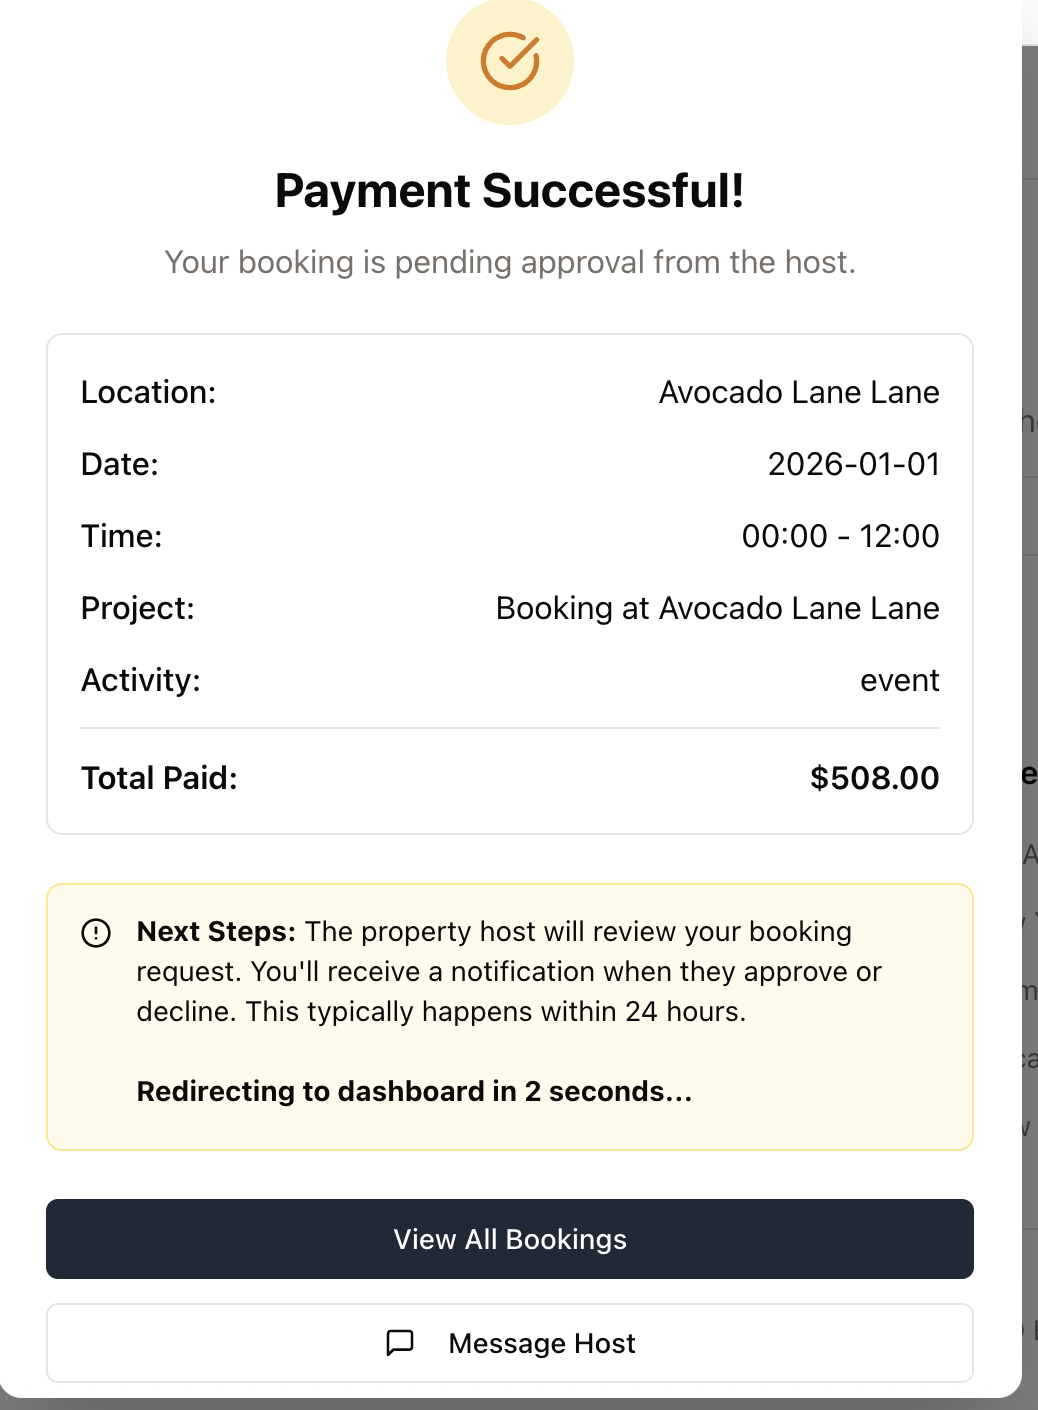 Payment Successful!
Your booking is pending approval from the host.
Location: Avocado Lane Lane
Date: 2026-01-01
Time: 00:00 - 12:00
Project: Booking at Avocado Lane Lane
Activity: event
Total Paid: $508.00
Next Steps: The property host will review your booking
request. You'll receive a notification when they approve or
decline. This typically happens within 24 hours.
Redirecting to dashboard in 2 seconds...
View All Bookings
Message Host